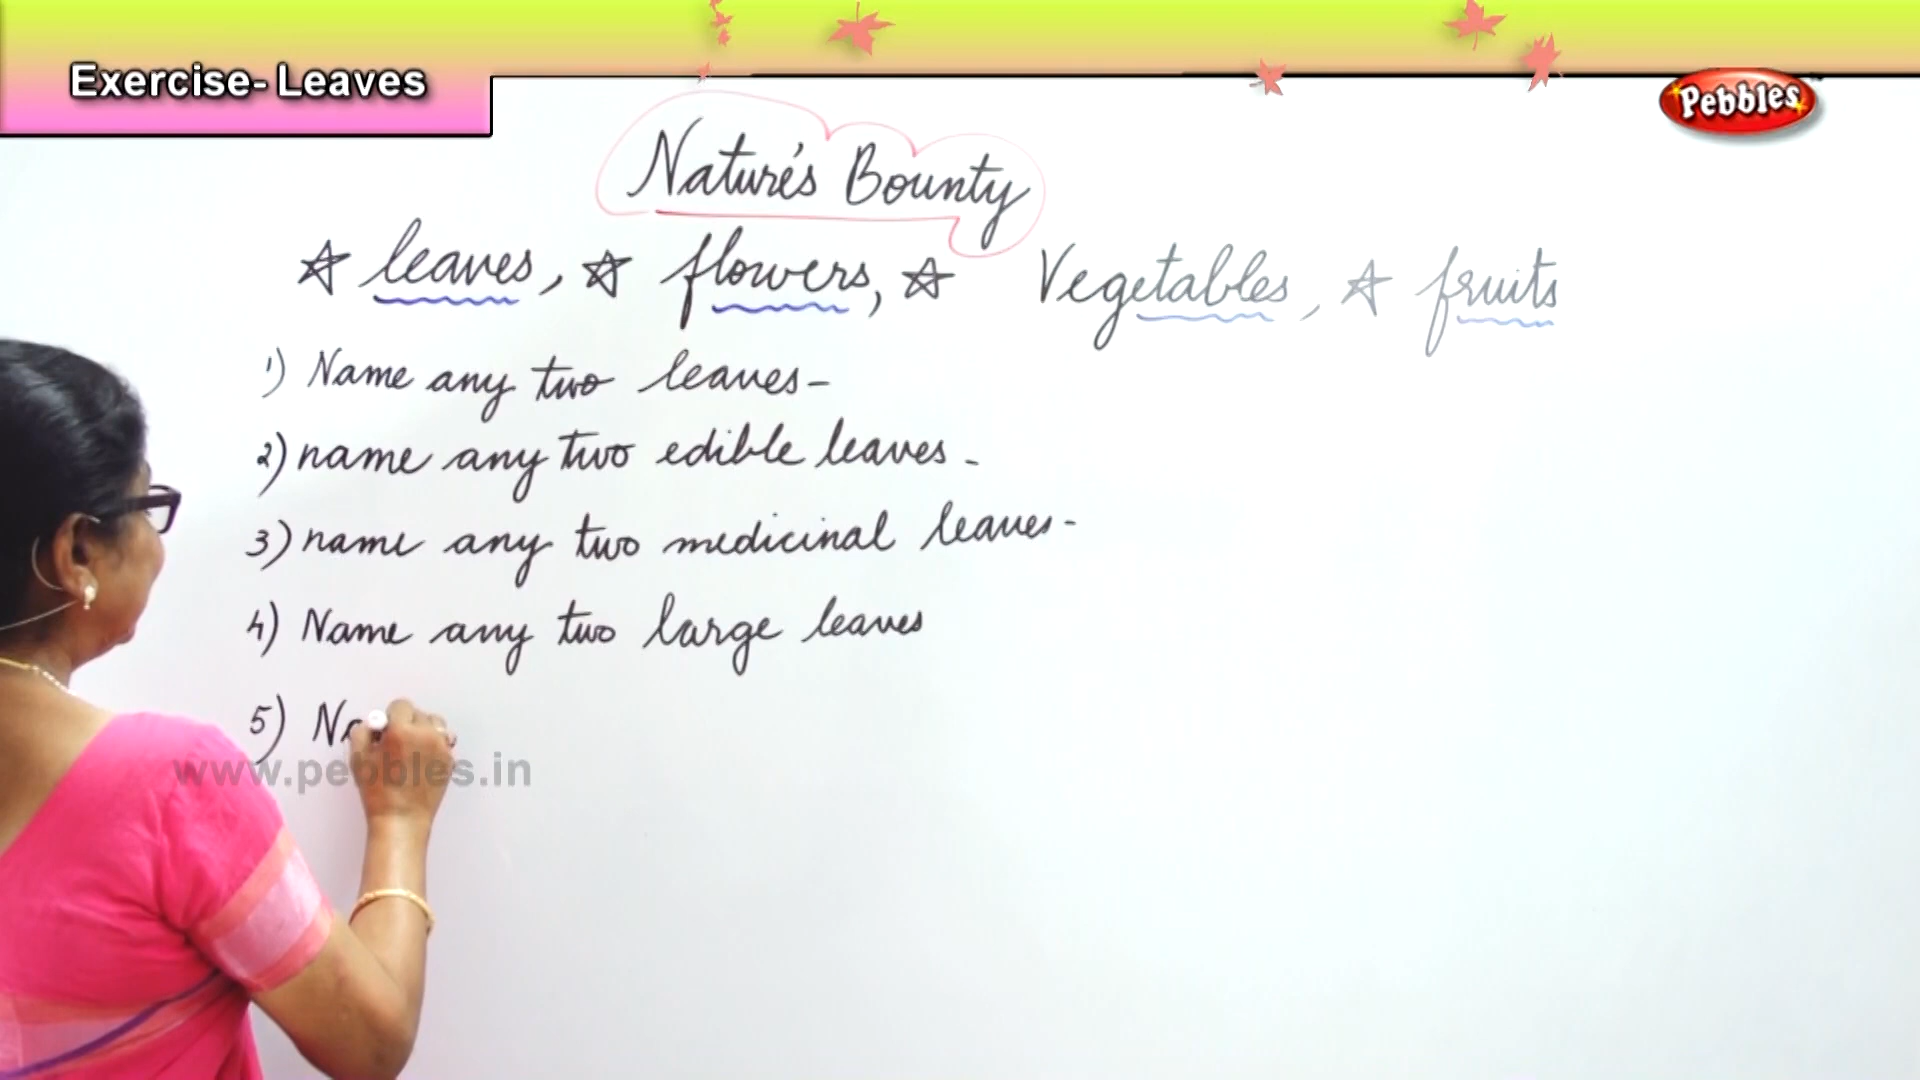 Exercise- Leaves
Pebbles
Nature's Bounty
☆ leaves, ☆ flowers, ☆ Vegetables, ☆ fruits
1) Name any two leaves-
2) name any two edible leaves -
3) name any two medicinal leaves-
4) Name any two large leaves
5) Na
www.pebbles.in